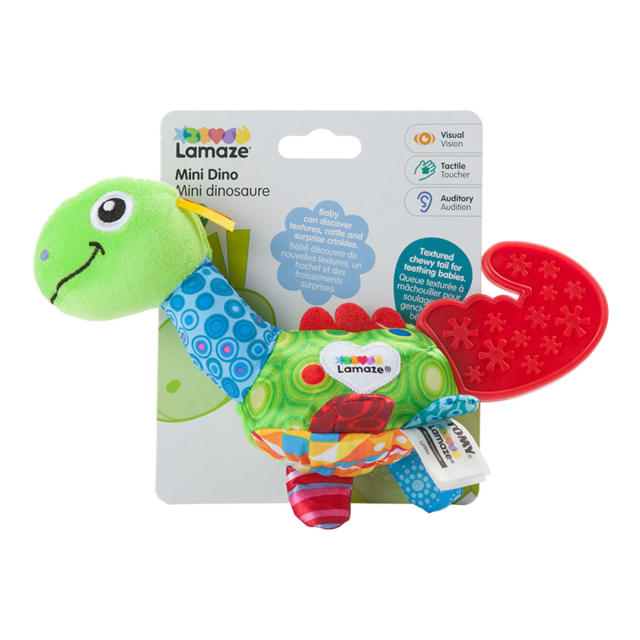 Lamaze®
Mini Dino
Mini dinosaure
Visual
Vision
Tactile
Toucher
Auditory
Audition
Baby
can discover
textures, rattle and
surprise crinkles.
Bébé découvre de
nouvelles textures, un
hochet et des
froissements
surprises
Textured
chewy tail for
teething babies.
Queue texturée à
mâchouiller pour
Lamaze®
TOMY
Lamaze